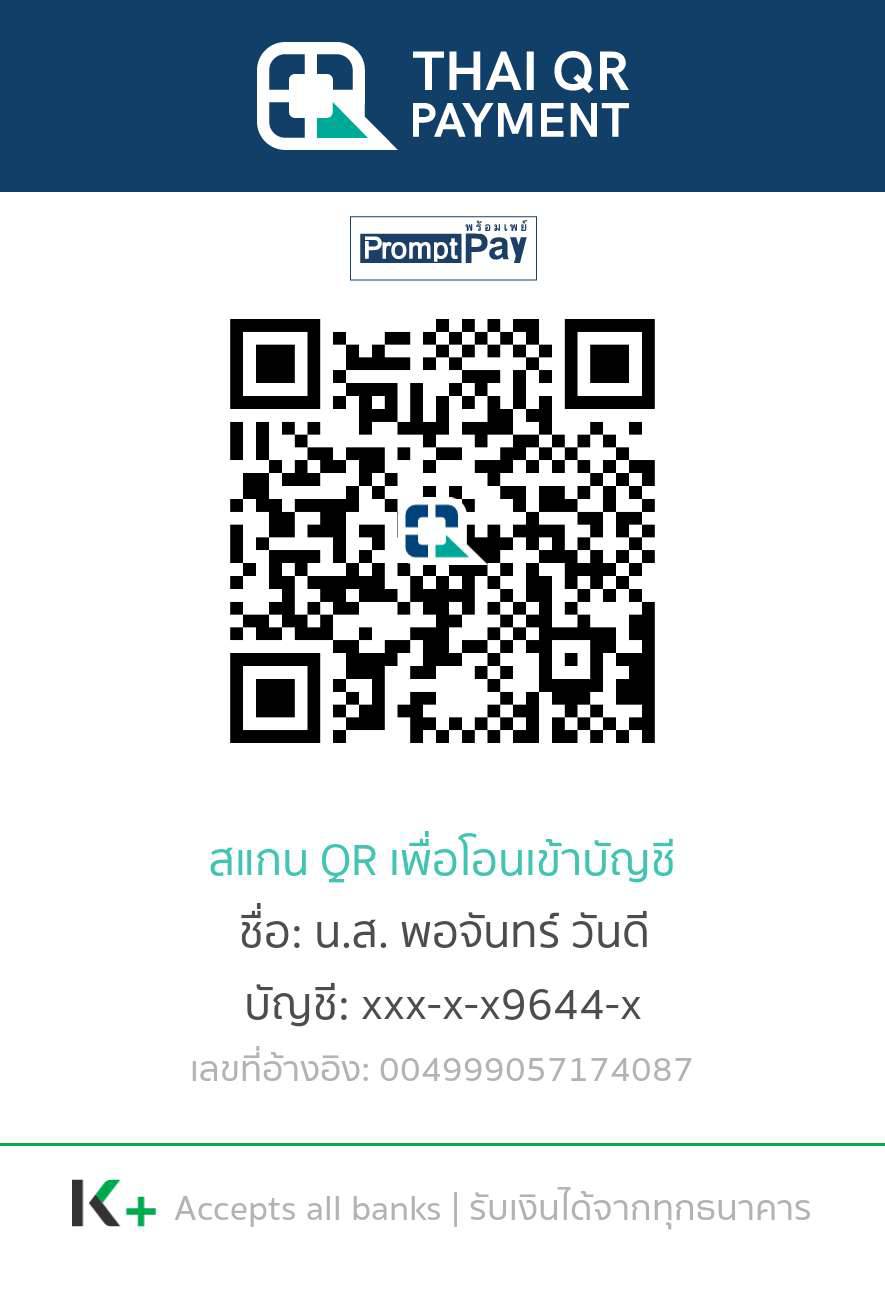 THAI QR
PAYMENT
พร้อมเพย์
PromptPay
สแกน QR เพื่อโอนเข้าบัญชี
ชื่อ: น.ส. พอจันทร์ วันดี
บัญชี: xxx-x-x9644-x
เลขที่อ้างอิง: 004999057174087
K+ Accepts all banks | รับเงินได้จากทุกธนาคาร